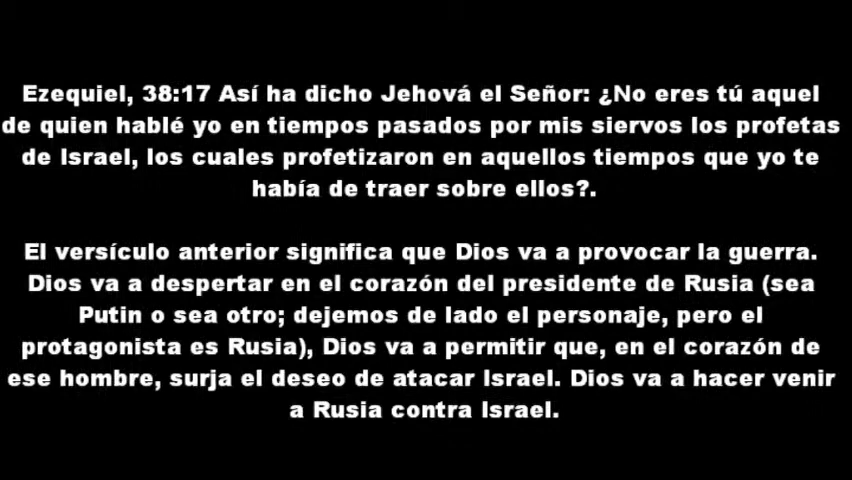 Ezequiel, 38:17 Así ha dicho Jehová el Señor: ¿No eres tú aquel
de quien hablé yo en tiempos pasados por mis siervos los profetas
de Israel, los cuales profetizaron en aquellos tiempos que yo te
había de traer sobre ellos?.
El versículo anterior significa que Dios va a provocar la guerra.
Dios va a despertar en el corazón del presidente de Rusia (sea
Putin o sea otro; dejemos de lado el personaje, pero el
protagonista es Rusia), Dios va a permitir que, en el corazón de
ese hombre, surja el deseo de atacar Israel. Dios va a hacer venir
a Rusia contra Israel.